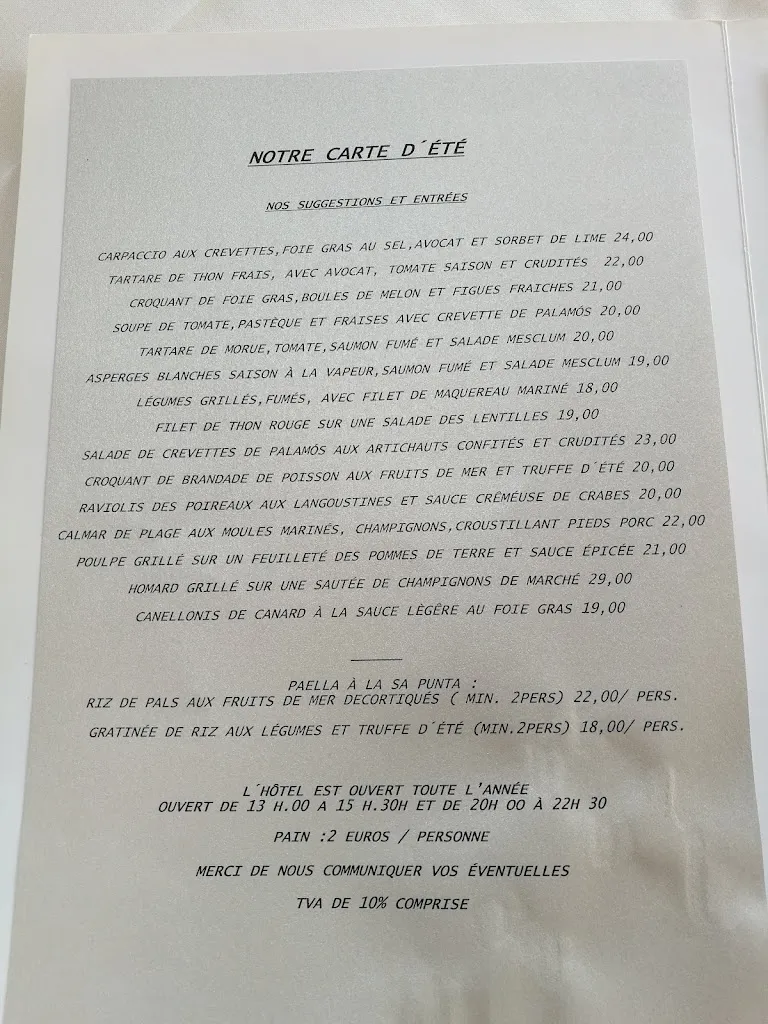 NOTRE CARTE D´ÉTÉ
NOS SUGGESTIONS ET ENTRÉES
CARPACCIO AUX CREVETTES,FOIE GRAS AU SEL,AVOCAT ET SORBET DE LIME 24,00
TARTARE DE THON FRAIS, AVEC AVOCAT, TOMATE SAISON ET CRUDITÉS 22,00
CROQUANT DE FOIE GRAS,BOULES DE MELON ET FIGUES FRAICHES 21,00
SOUPE DE TOMATE,PASTÈQUE ET FRAISES AVEC CREVETTE DE PALAMÓS 20,00
TARTARE DE MORUE,TOMATE,SAUMON FUMÉ ET SALADE MESCLUM 20,00
ASPERGES BLANCHES SAISON À LA VAPEUR,SAUMON FUMÉ ET SALADE MESCLUM 19,00
LÉGUMES GRILLÉS,FUMÉS, AVEC FILET DE MAQUEREAU MARINÉ 18,00
FILET DE THON ROUGE SUR UNE SALADE DES LENTILLES 19,00
SALADE DE CREVETTES DE PALAMÓS AUX ARTICHAUTS CONFITÉS ET CRUDITÉS 23,00
CROQUANT DE BRANDADE DE POISSON AUX FRUITS DE MER ET TRUFFE D´ÉTÉ 20,00
RAVIOLIS DES POIREAUX AUX LANGOUSTINES ET SAUCE CRÊMÉUSE DE CRABES 20,00
CALMAR DE PLAGE AUX MOULES MARINÉS, CHAMPIGNONS,CROUSTILLANT PIEDS PORC 22,00
POULPE GRILLÉ SUR UN FEUILLETÉ DES POMMES DE TERRE ET SAUCE ÉPICÉE 21,00
HOMARD GRILLÉ SUR UNE SAUTÉE DE CHAMPIGNONS DE MARCHÉ 29,00
CANELLONIS DE CANARD À LA SAUCE LÈGÊRE AU FOIE GRAS 19,00
PAELLA À LA SA PUNTA :
RIZ DE PALS AUX FRUITS DE MER DECORTIQUÉS ( MIN. 2PERS) 22,00/ PERS.
GRATINÉE DE RIZ AUX LÉGUMES ET TRUFFE D´ÉTÉ (MIN.2PERS) 18,00/ PERS.
L´HÔTEL EST OUVERT TOUTE L'ANNÉE
OUVERT DE 13 H.00 A 15 H.30H ET DE 20H OO À 22H 30
PAIN :2 EUROS / PERSONNE
MERCI DE NOUS COMMUNIQUER VOS ÉVENTUELLES
TVA DE 10% COMPRISE